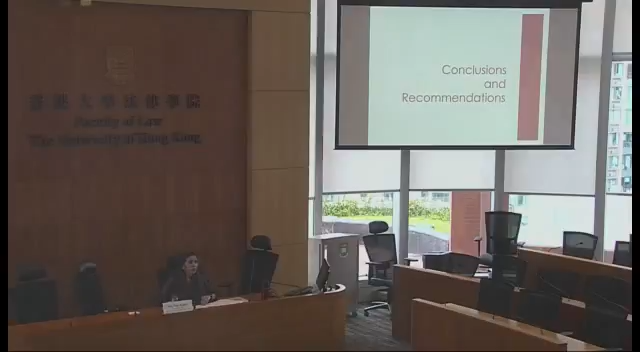 香港大學法律學院
Faculty of Law
The University of Hong Kong
Conclusions
and
Recommendations